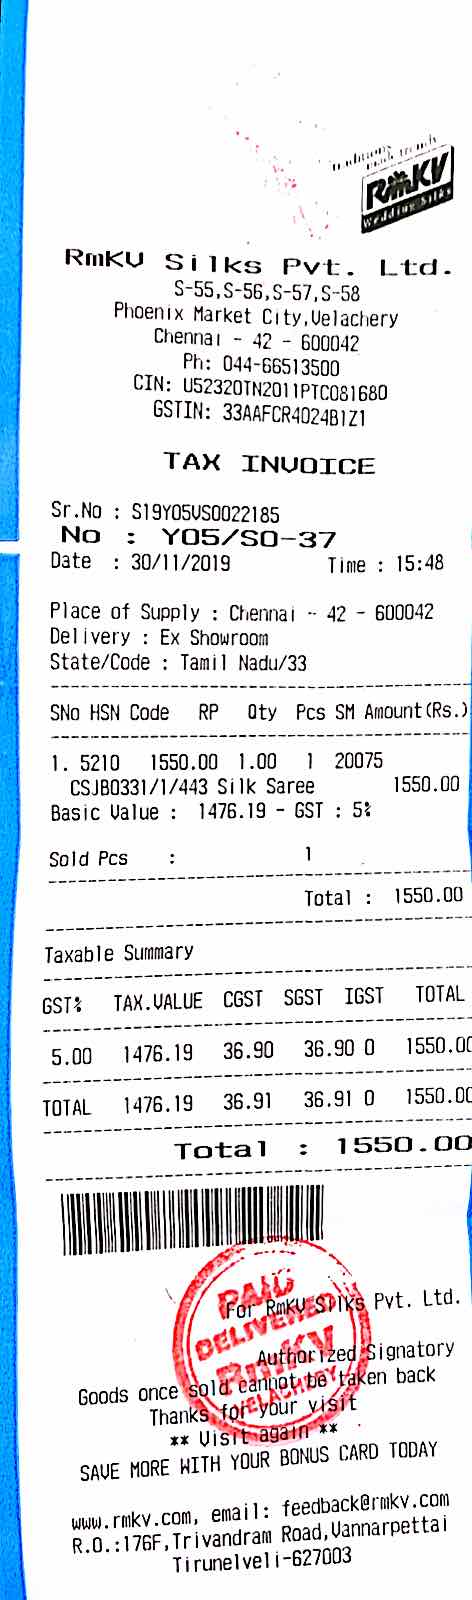 Traditions made trendy
RmKV
Wedding Silks
RmKV Silks Pvt. Ltd.
S-55,S-56,S-57,S-58
Phoenix Market City,Velachery
Chennai - 42 - 600042
Ph: 044-66513500
CIN: U52320TN2011PTC081680
GSTIN: 33AAFCR4024B1Z1
TAX INVOICE
Sr.No : S19Y05VS0022185
No : Y05/SO-37
Date : 30/11/2019 Time : 15:48
Place of Supply : Chennai - 42 - 600042
Delivery : Ex Showroom
State/Code : Tamil Nadu/33
SNo HSN Code RP Qty Pcs SM Amount(Rs.)
1. 5210 1550.00 1.00 1 20075
CSJB0331/1/443 Silk Saree 1550.00
Basic Value : 1476.19 - GST : 5%
Sold Pcs : 1
Total : 1550.00
Taxable Summary
GST% TAX.VALUE CGST SGST IGST TOTAL
5.00 1476.19 36.90 36.90 0 1550.00
TOTAL 1476.19 36.91 36.91 0 1550.00
Total : 1550.00
PAID
DELIVERED
RmKV
VELACHERY
For RmKV Silks Pvt. Ltd.
Authorized Signatory
Goods once sold cannot be taken back
Thanks for your visit
** Visit again **
SAVE MORE WITH YOUR BONUS CARD TODAY
www.rmkv.com, email: feedback@rmkv.com
R.O.:176F,Trivandram Road,Vannarpettai
Tirunelveli-627003